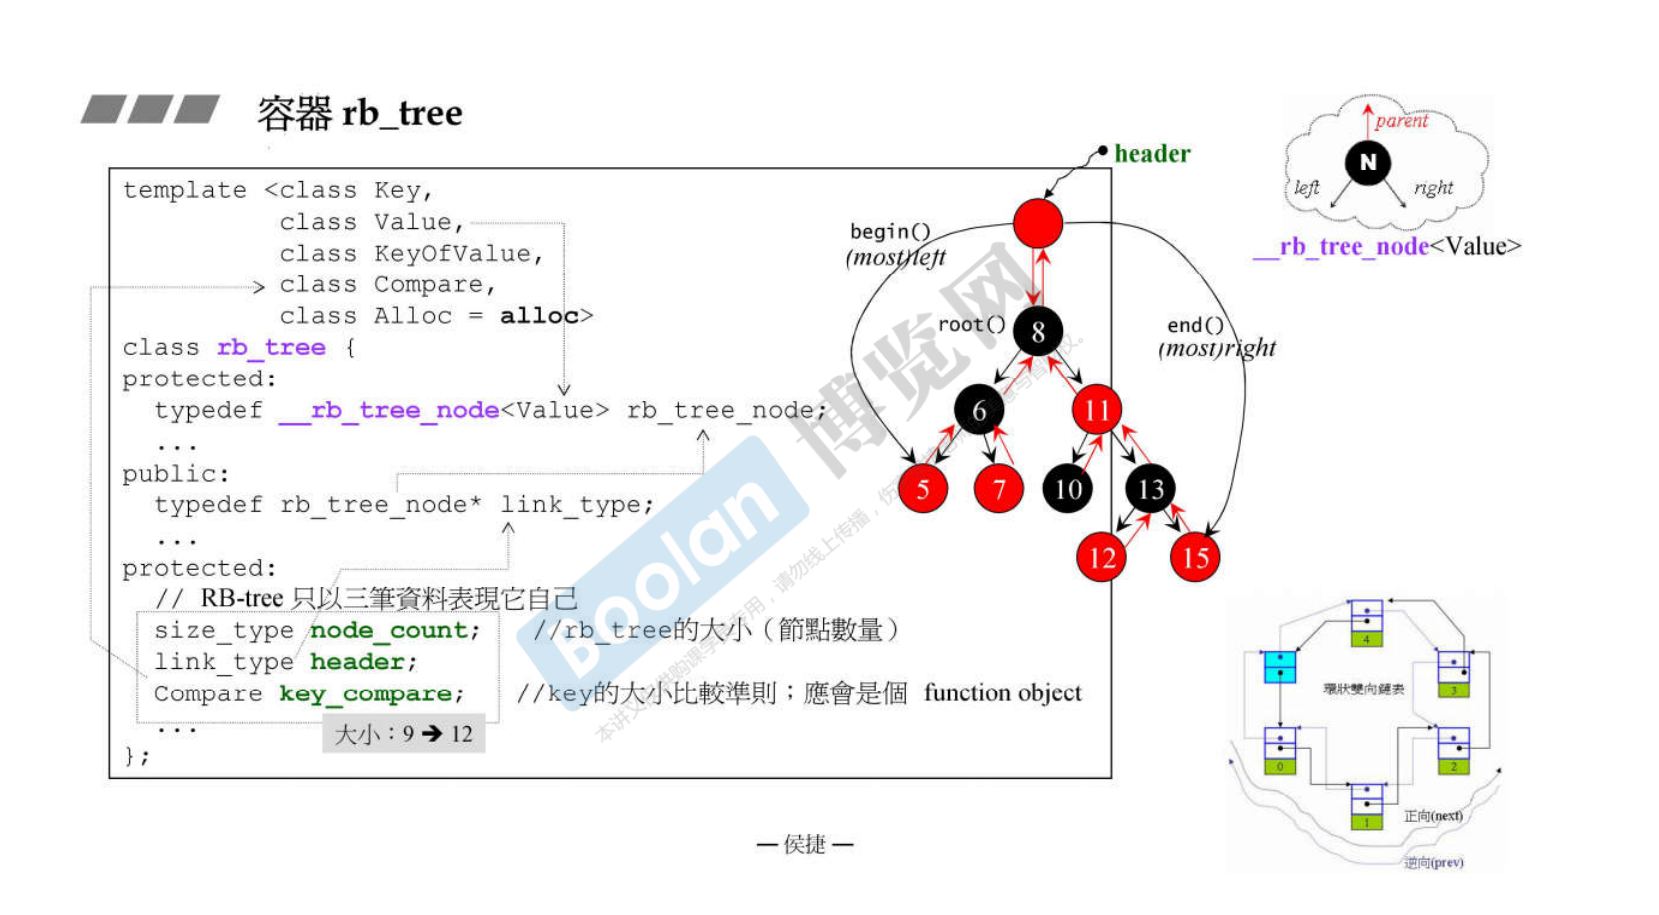 容器 rb_tree
template <class Key,
class Value,
class KeyOfValue,
class Compare,
class Alloc = alloc>
class rb_tree {
protected:
typedef __rb_tree_node<Value> rb_tree_node;
...
public:
typedef rb_tree_node* link_type;
...
protected:
// RB-tree 只以三筆資料表現它自己
size_type node_count; //rb_tree的大小（節點數量）
link_type header;
Compare key_compare; //key的大小比較準則；應會是個 function object
...
大小：9 ➔ 12
};
header
begin()
(most)left
root()
end()
(most)right
8
6
11
5
7
10
13
12
15
parent
N
left
right
__rb_tree_node<Value>
4
3
環狀雙向鏈表
0
2
1
正向(next)
逆向(prev)
— 侯捷 —
Boolan
博览网